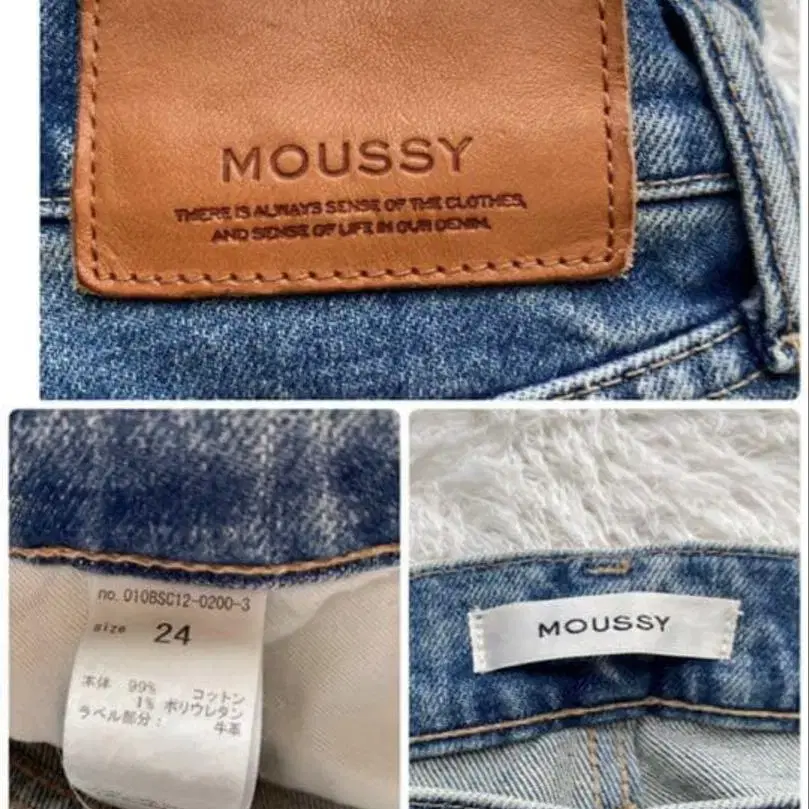 MOUSSY
THERE IS ALWAYS SENSE OF THE CLOTHES,
AND SENSE OF LIFE IN OUR DENIM.
no. 010BSC12-0200-3
size 24
本体 99% コットン
1% ポリウレタン
ラベル部分: 牛革
MOUSSY